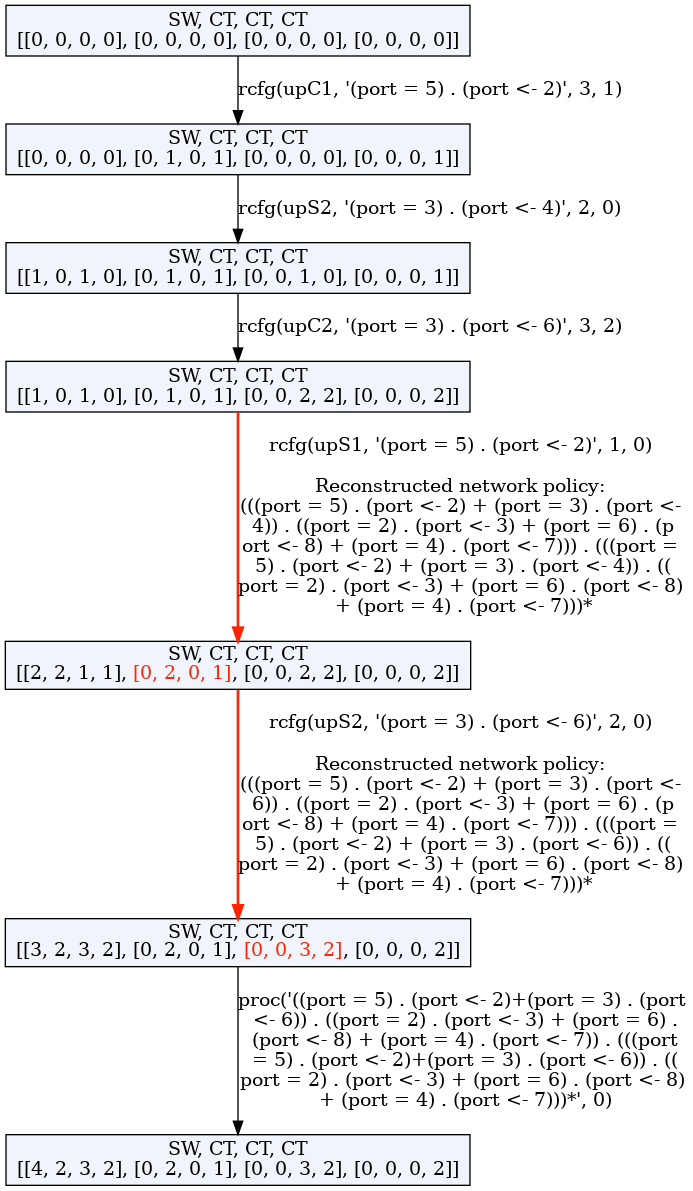 SW, CT, CT, CT
[[0, 0, 0, 0], [0, 0, 0, 0], [0, 0, 0, 0], [0, 0, 0, 0]]
rcfg(upC1, '(port = 5) . (port <- 2)', 3, 1)
SW, CT, CT, CT
[[0, 0, 0, 0], [0, 1, 0, 1], [0, 0, 0, 0], [0, 0, 0, 1]]
rcfg(upS2, '(port = 3) . (port <- 4)', 2, 0)
SW, CT, CT, CT
[[1, 0, 1, 0], [0, 1, 0, 1], [0, 0, 1, 0], [0, 0, 0, 1]]
rcfg(upC2, '(port = 3) . (port <- 6)', 3, 2)
SW, CT, CT, CT
[[1, 0, 1, 0], [0, 1, 0, 1], [0, 0, 2, 2], [0, 0, 0, 2]]
rcfg(upS1, '(port = 5) . (port <- 2)', 1, 0)
Reconstructed network policy:
(((port = 5) . (port <- 2) + (port = 3) . (port <-
4)) . ((port = 2) . (port <- 3) + (port = 6) . (p
ort <- 8) + (port = 4) . (port <- 7))) . (((port =
5) . (port <- 2) + (port = 3) . (port <- 4)) . ((
port = 2) . (port <- 3) + (port = 6) . (port <- 8)
+ (port = 4) . (port <- 7)))*
SW, CT, CT, CT
[[2, 2, 1, 1], [0, 2, 0, 1], [0, 0, 2, 2], [0, 0, 0, 2]]
rcfg(upS2, '(port = 3) . (port <- 6)', 2, 0)
Reconstructed network policy:
(((port = 5) . (port <- 2) + (port = 3) . (port <-
6)) . ((port = 2) . (port <- 3) + (port = 6) . (p
ort <- 8) + (port = 4) . (port <- 7))) . (((port =
5) . (port <- 2) + (port = 3) . (port <- 6)) . ((
port = 2) . (port <- 3) + (port = 6) . (port <- 8)
+ (port = 4) . (port <- 7)))*
SW, CT, CT, CT
[[3, 2, 3, 2], [0, 2, 0, 1], [0, 0, 3, 2], [0, 0, 0, 2]]
proc('((port = 5) . (port <- 2)+(port = 3) . (port
<- 6)) . ((port = 2) . (port <- 3) + (port = 6) .
(port <- 8) + (port = 4) . (port <- 7)) . (((port
= 5) . (port <- 2)+(port = 3) . (port <- 6)) . ((
port = 2) . (port <- 3) + (port = 6) . (port <- 8)
+ (port = 4) . (port <- 7)))*', 0)
SW, CT, CT, CT
[[4, 2, 3, 2], [0, 2, 0, 1], [0, 0, 3, 2], [0, 0, 0, 2]]